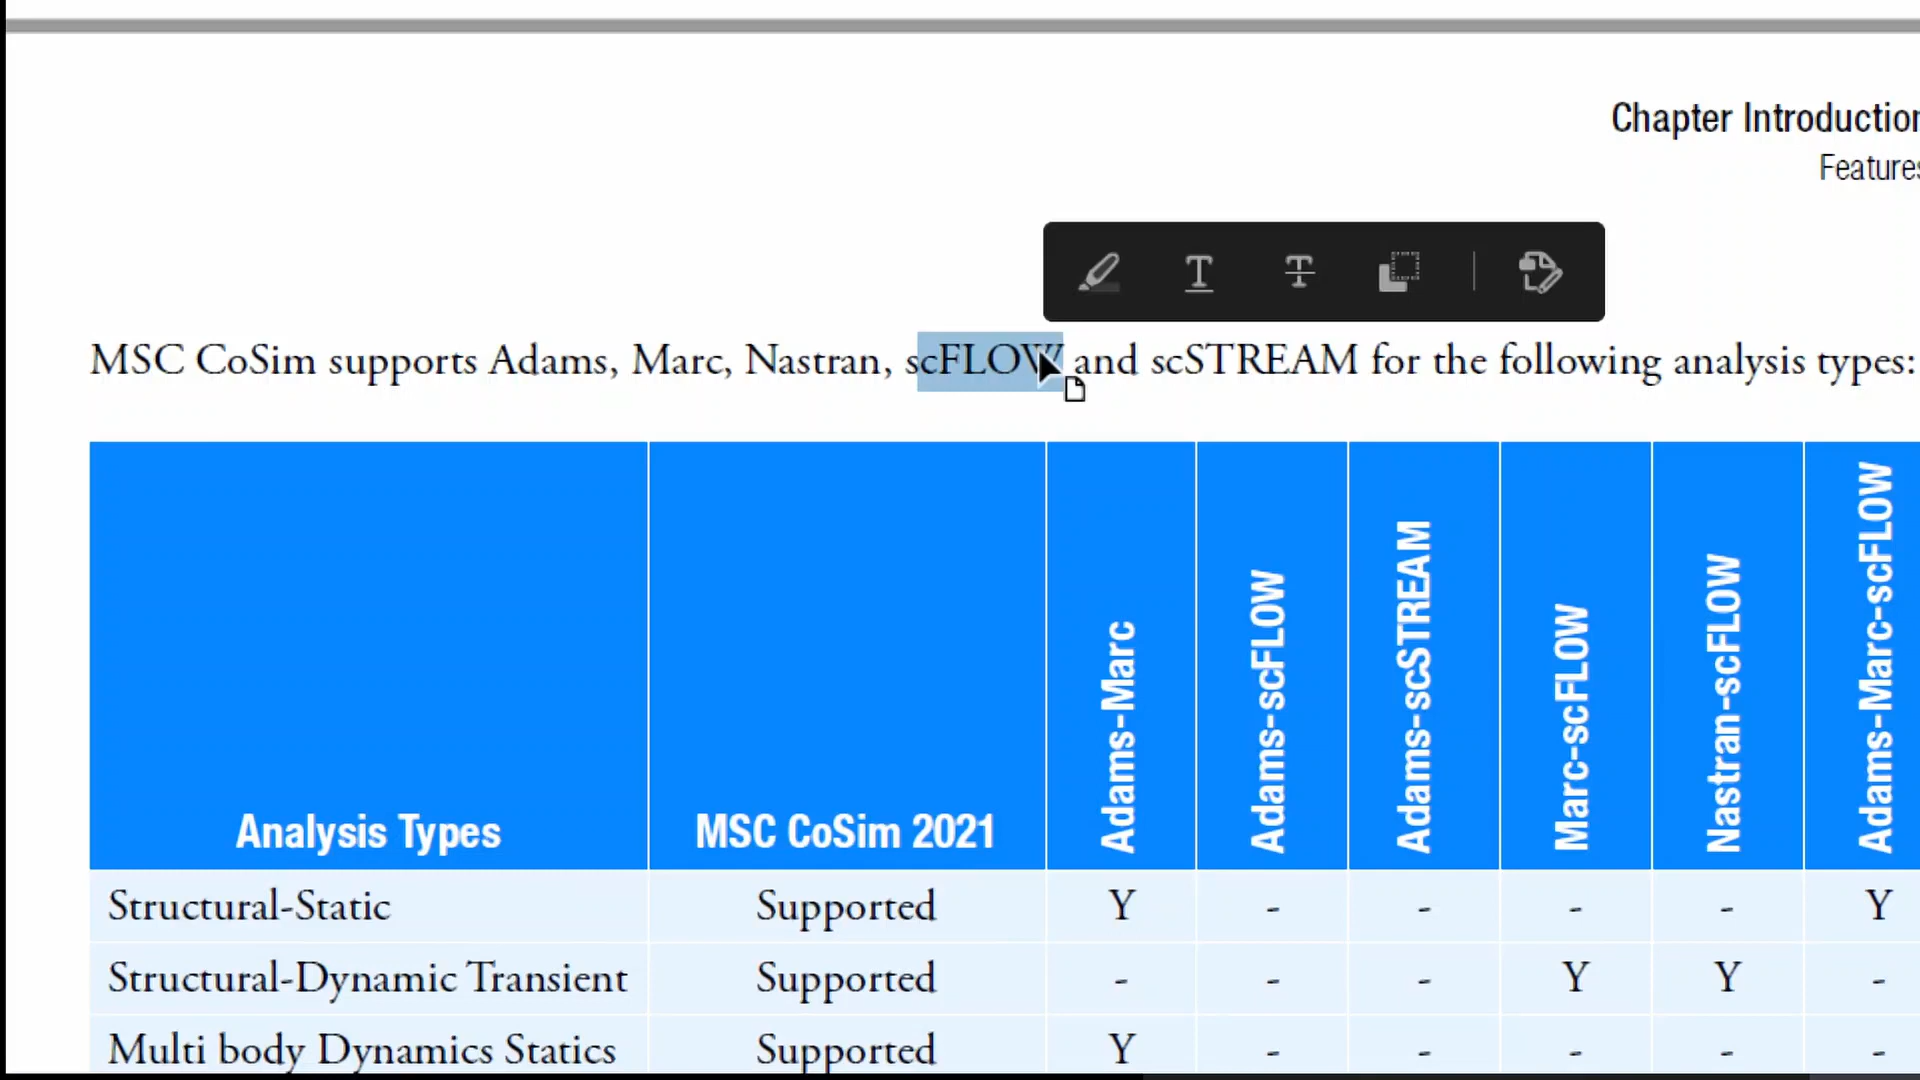 Chapter Introduction
Features
MSC CoSim supports Adams, Marc, Nastran, scFLOW and scSTREAM for the following analysis types:
Analysis Types MSC CoSim 2021 Adams-Marc Adams-scFLOW Adams-scSTREAM Marc-scFLOW Nastran-scFLOW Adams-Marc-scFLOW
Structural-Static Supported Y - - - - Y
Structural-Dynamic Transient Supported - - - Y Y -
Multi body Dynamics Statics Supported Y - - - - -